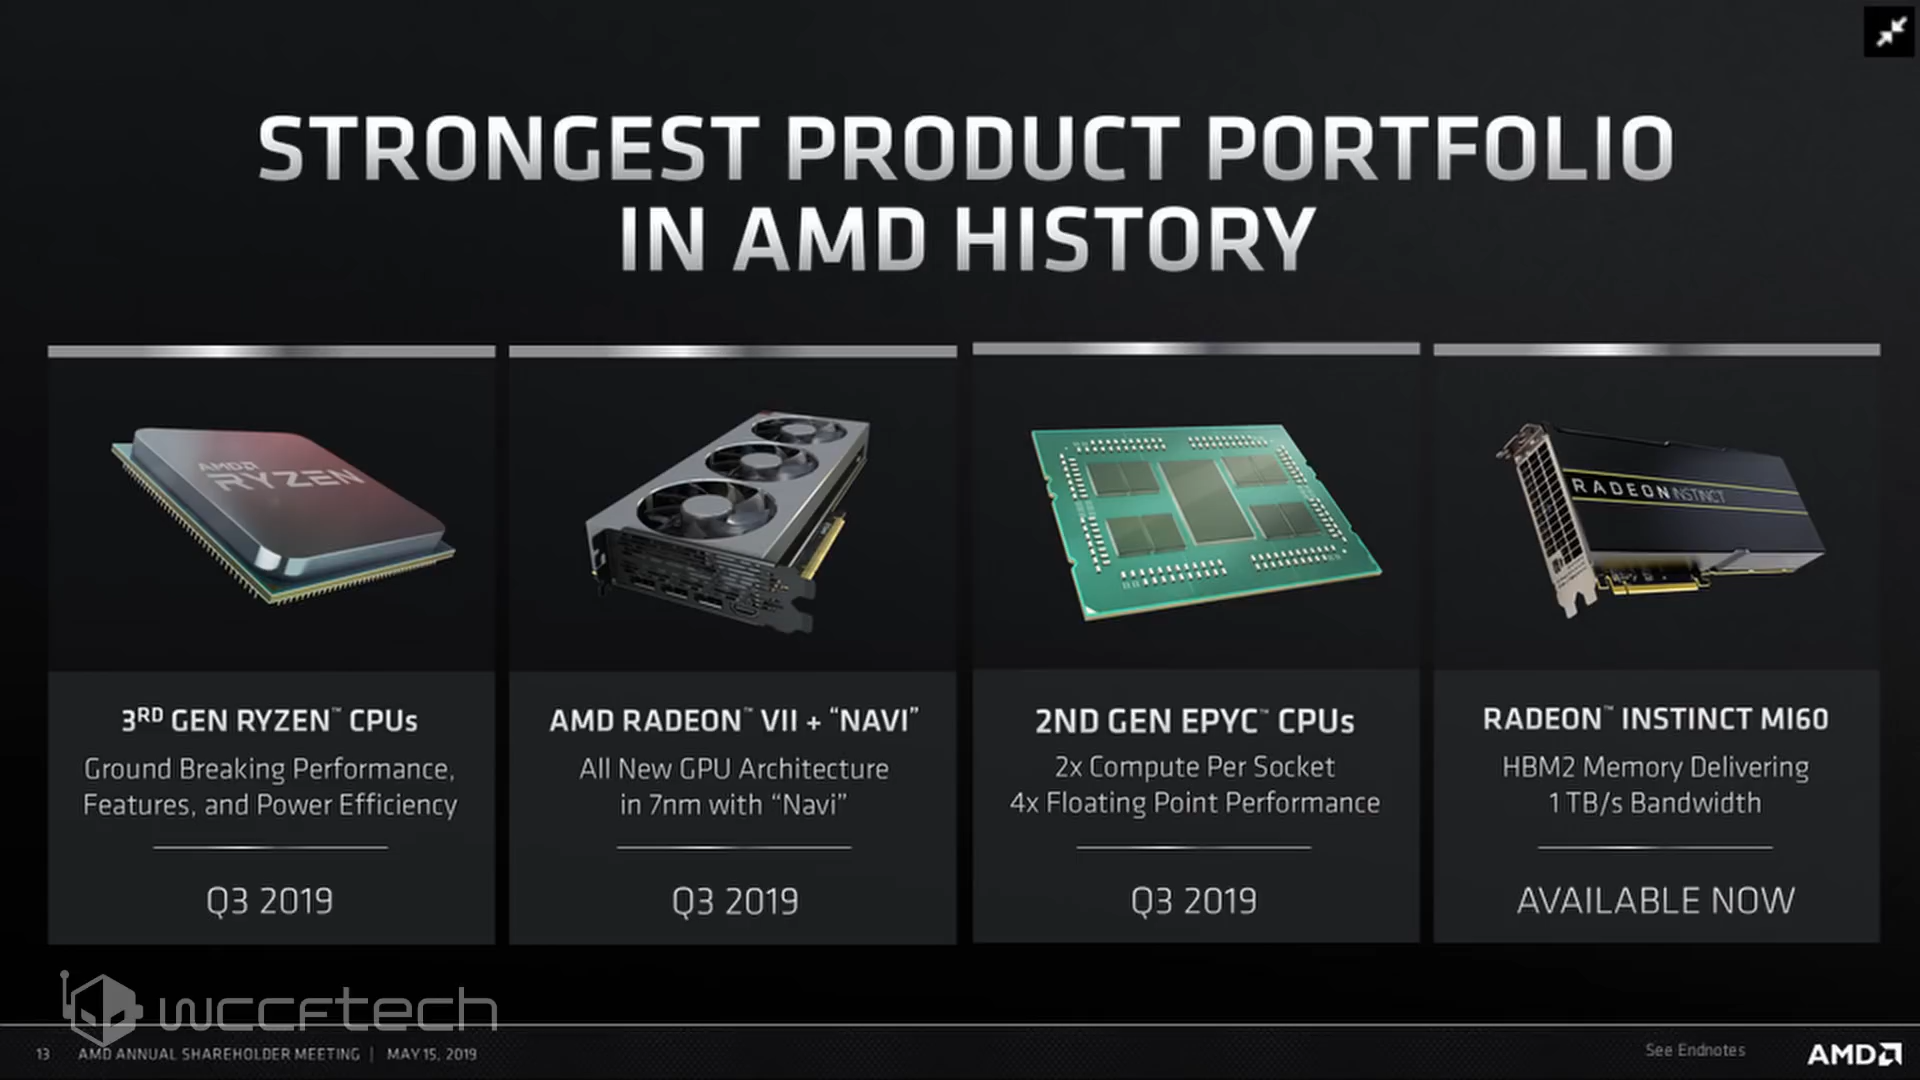 STRONGEST PRODUCT PORTFOLIO
IN AMD HISTORY
AMD
RYZEN
RADEON INSTINCT
3RD GEN RYZEN™ CPUs
Ground Breaking Performance,
Features, and Power Efficiency
Q3 2019
AMD RADEON™ VII + “NAVI”
All New GPU Architecture
in 7nm with “Navi”
Q3 2019
2ND GEN EPYC™ CPUs
2x Compute Per Socket
4x Floating Point Performance
Q3 2019
RADEON™ INSTINCT MI60
HBM2 Memory Delivering
1 TB/s Bandwidth
AVAILABLE NOW
wccftech
13 AMD ANNUAL SHAREHOLDER MEETING | MAY 15, 2019
See Endnotes
AMD